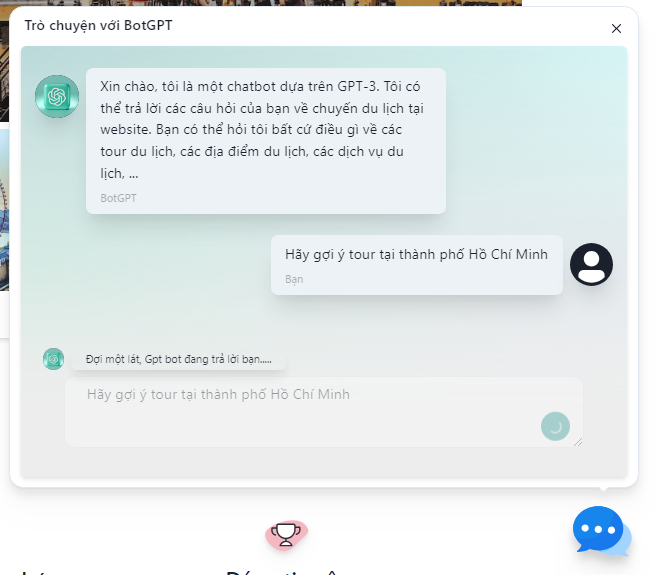 Trò chuyện với BotGPT
Xin chào, tôi là một chatbot dựa trên GPT-3. Tôi có
thể trả lời các câu hỏi của bạn về chuyến du lịch tại
website. Bạn có thể hỏi tôi bất cứ điều gì về các
tour du lịch, các địa điểm du lịch, các dịch vụ du
lịch, ...
BotGPT
Hãy gợi ý tour tại thành phố Hồ Chí Minh
Bạn
Đợi một lát, Gpt bot đang trả lời bạn.....
Hãy gợi ý tour tại thành phố Hồ Chí Minh